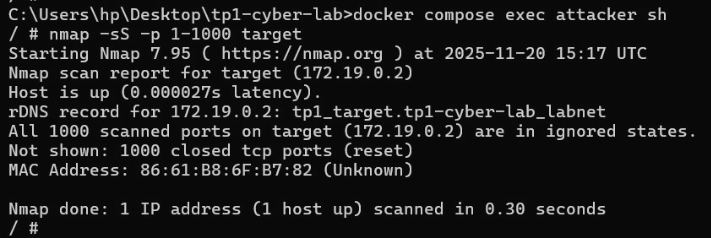 C:\Users\hp\Desktop\tp1-cyber-lab>docker compose exec attacker sh
/ # nmap -sS -p 1-1000 target
Starting Nmap 7.95 ( https://nmap.org ) at 2025-11-20 15:17 UTC
Nmap scan report for target (172.19.0.2)
Host is up (0.000027s latency).
rDNS record for 172.19.0.2: tp1_target.tp1-cyber-lab_labnet
All 1000 scanned ports on target (172.19.0.2) are in ignored states.
Not shown: 1000 closed tcp ports (reset)
MAC Address: 86:61:B8:6F:B7:82 (Unknown)

Nmap done: 1 IP address (1 host up) scanned in 0.30 seconds
/ #